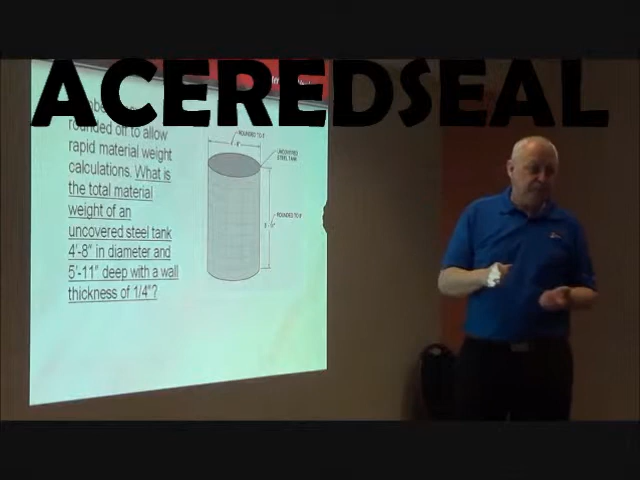 ACEREDSEAL
rounded off to allow
rapid material weight
calculations. What is
the total material
weight of an
uncovered steel tank
4'-8" in diameter and
5'-11" deep with a wall
thickness of 1/4"?
ROUNDED TO 5'
UNCOVERED
STEEL TANK
ROUNDED TO 6'